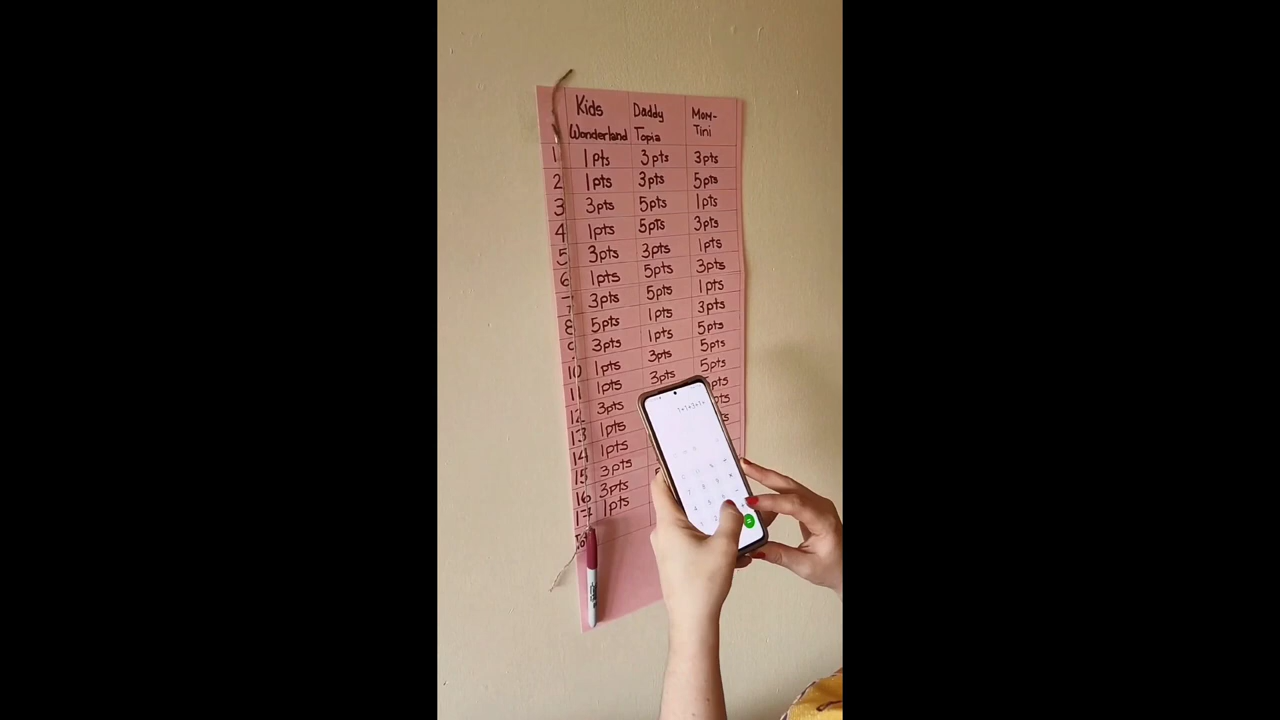 Kids Daddy Mom-
Wonderland Topia Tini
1 1pts 3pts 3pts
2 1pts 3pts 5pts
3 3pts 5pts 1pts
4 1pts 5pts 3pts
5 3pts 3pts 1pts
6 1pts 5pts 3pts
7 3pts 5pts 1pts
8 5pts 1pts 3pts
9 3pts 1pts 5pts
10 1pts 3pts 5pts
11 1pts 3pts 5pts
12 3pts
13 1pts
14 1pts
15 3pts
16 3pts
17 1pts